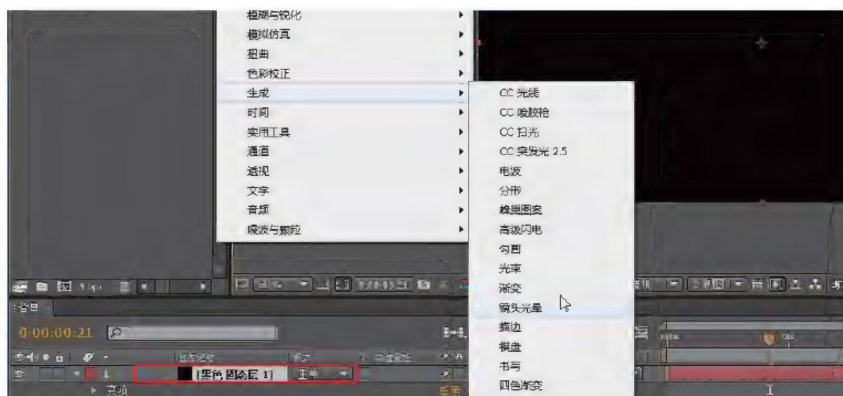 模糊与锐化
模拟仿真
扭曲
色彩校正
生成
时间
实用工具
通道
透视
文字
音频
噪波与颗粒
CC 光线
CC 喷胶枪
CC 扫光
CC 突发光 2.5
电波
分形
蜂巢图案
高级闪电
勾画
光束
渐变
镜头光晕
描边
棋盘
书写
四色渐变
0:00:00:21
[黑色 固态层 1]
正常
变换